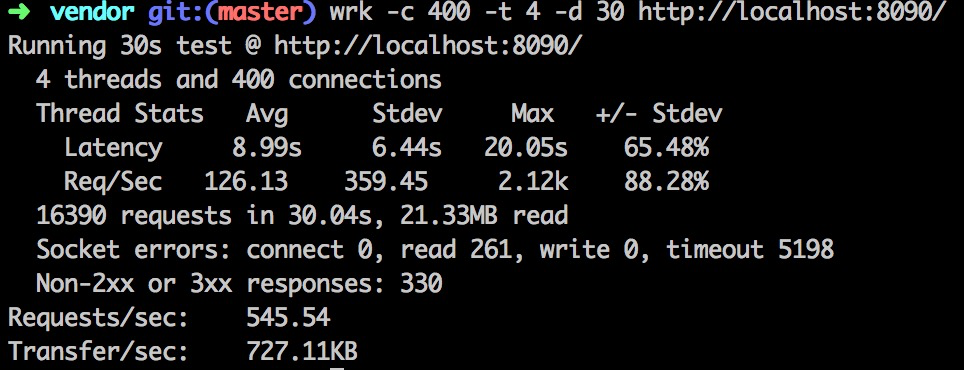 ➜ vendor git:(master) wrk -c 400 -t 4 -d 30 http://localhost:8090/
Running 30s test @ http://localhost:8090/
  4 threads and 400 connections
  Thread Stats   Avg      Stdev     Max   +/- Stdev
    Latency     8.99s     6.44s   20.05s    65.48%
    Req/Sec   126.13    359.45     2.12k    88.28%
  16390 requests in 30.04s, 21.33MB read
  Socket errors: connect 0, read 261, write 0, timeout 5198
  Non-2xx or 3xx responses: 330
Requests/sec:    545.54
Transfer/sec:    727.11KB